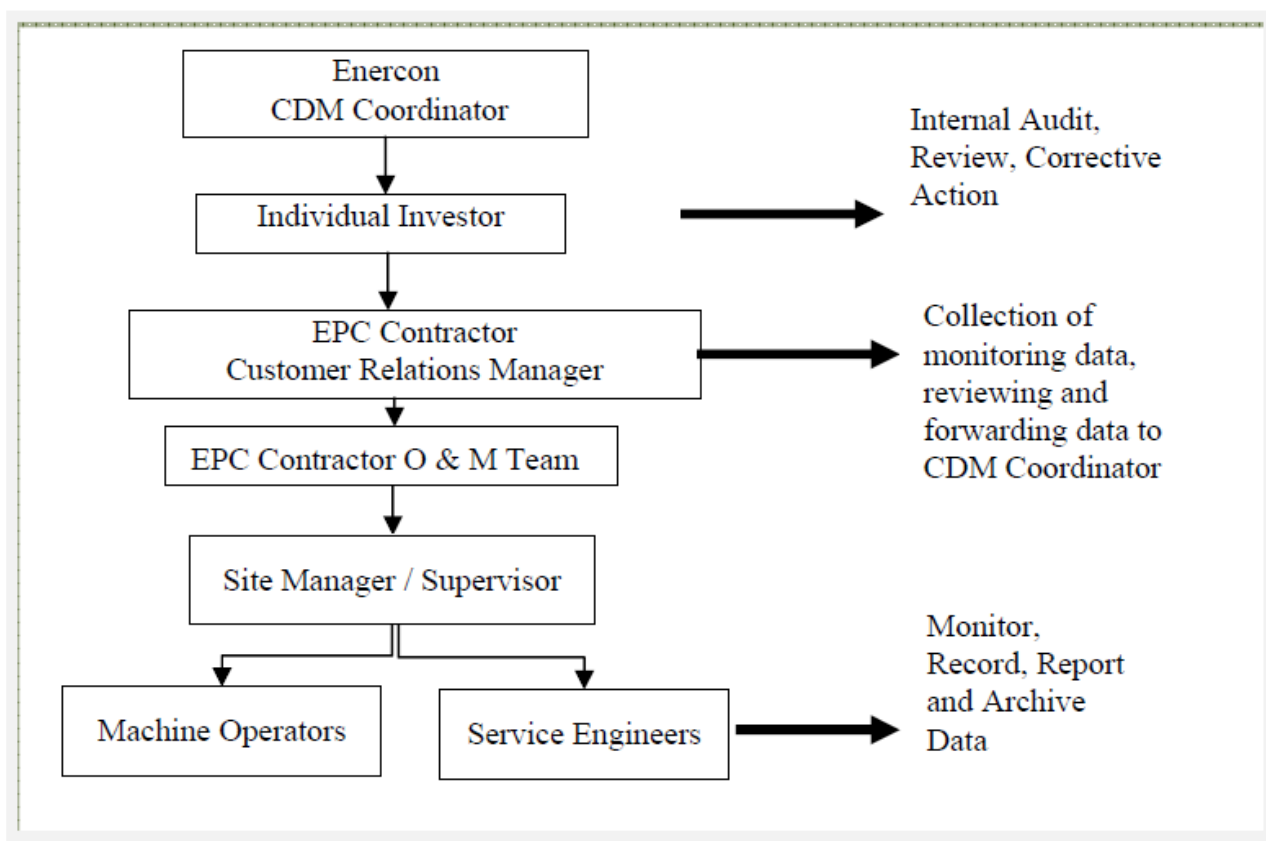 Enercon
CDM Coordinator
Internal Audit,
Review, Corrective
Action
Individual Investor
EPC Contractor
Customer Relations Manager
Collection of
monitoring data,
reviewing and
forwarding data to
CDM Coordinator
EPC Contractor O & M Team
Site Manager / Supervisor
Machine Operators
Service Engineers
Monitor,
Record, Report
and Archive
Data